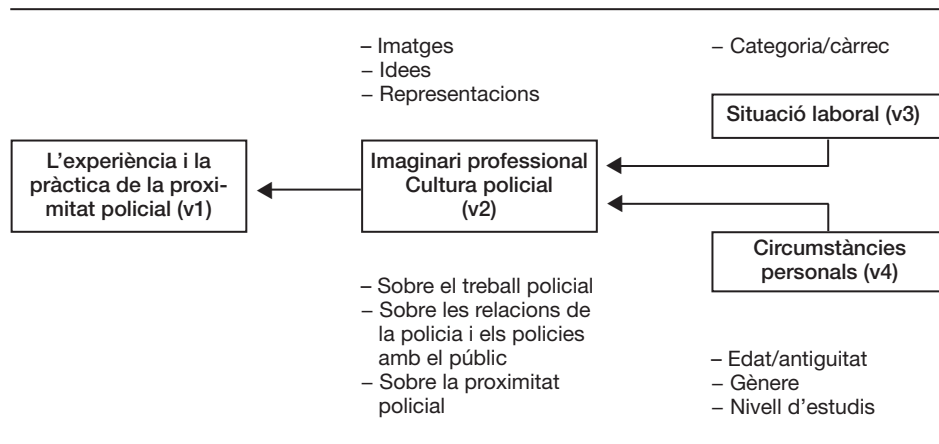 – Imatges
– Idees
– Representacions
– Categoria/càrrec
Situació laboral (v3)
L'experiència i la
pràctica de la proxi-
mitat policial (v1)
Imaginari professional
Cultura policial
(v2)
Circumstàncies
personals (v4)
– Sobre el treball policial
– Sobre les relacions de
la policia i els policies
amb el públic
– Sobre la proximitat
policial
– Edat/antiguitat
– Gènere
– Nivell d'estudis